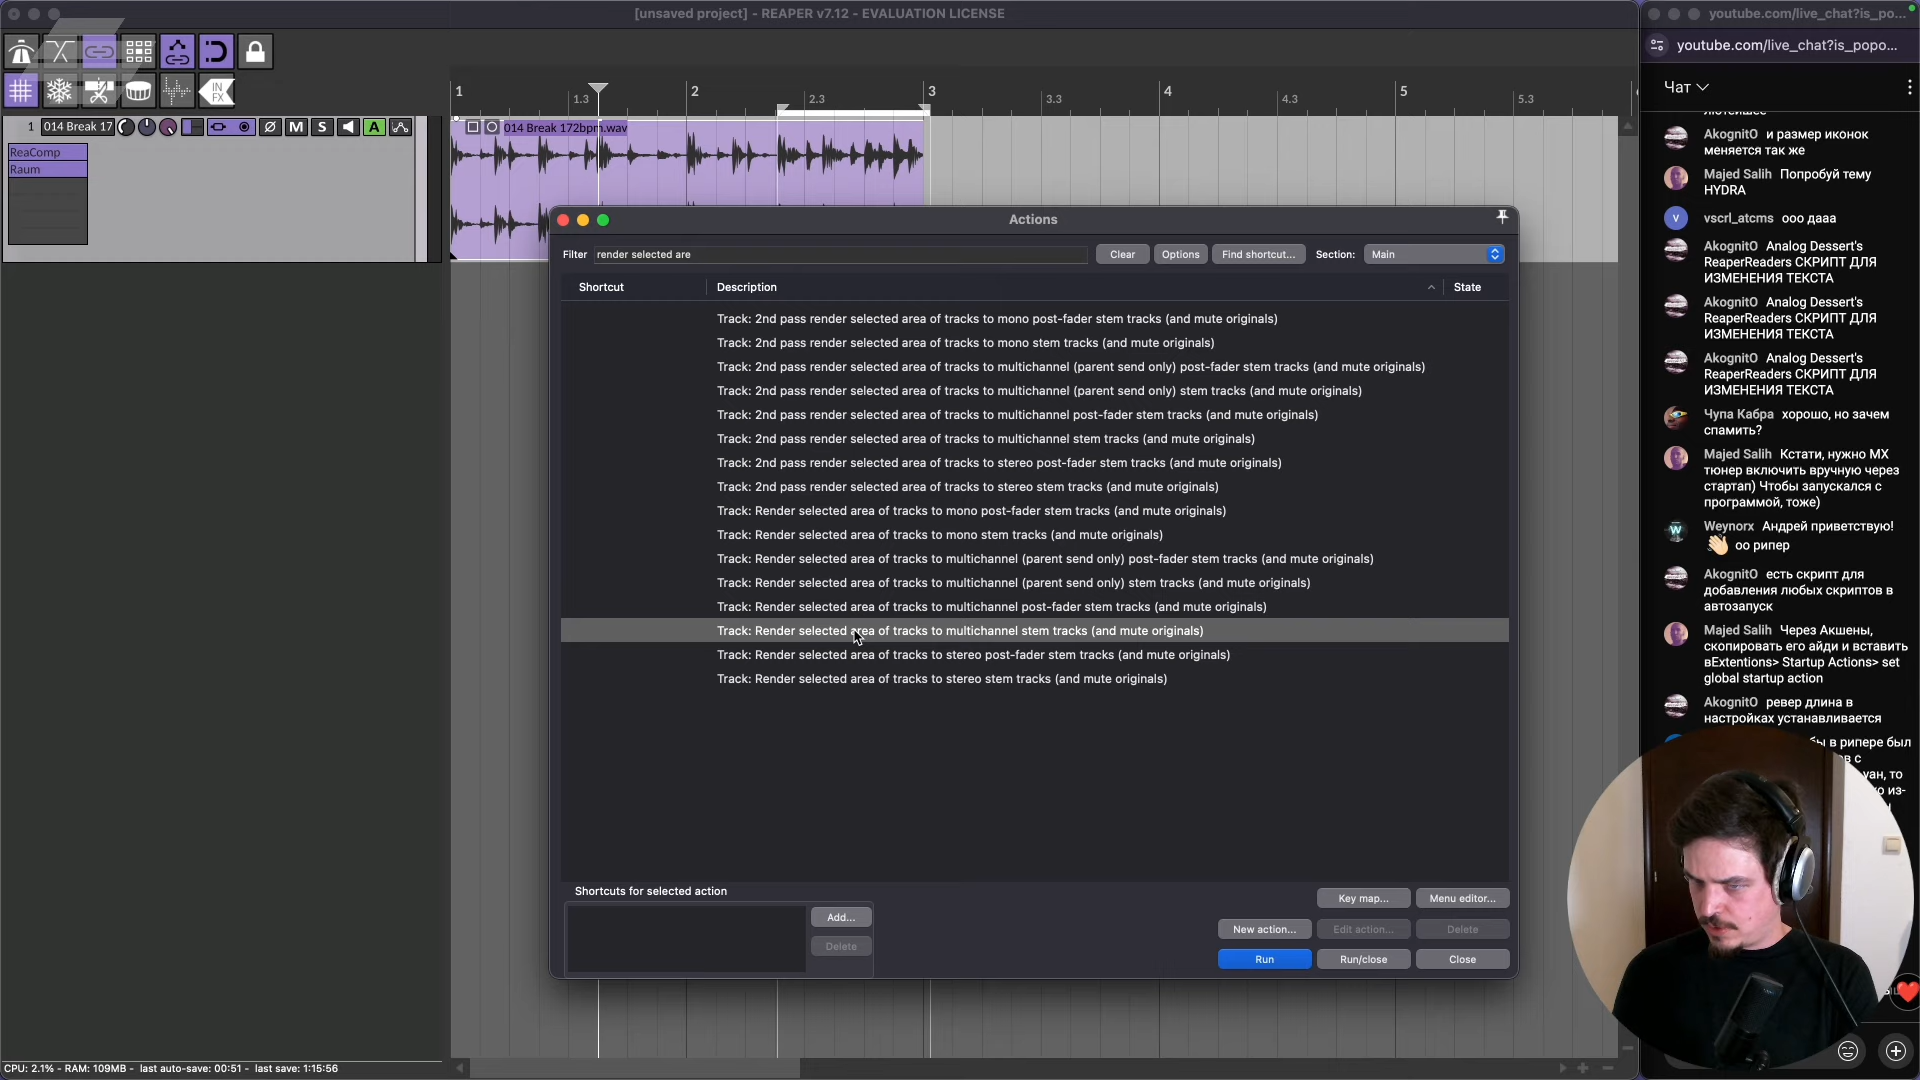 [unsaved project] - REAPER v7.12 - EVALUATION LICENSE
1
1.3
2
2.3
3
3.3
4
4.3
5
5.3
1 014 Break 17
M S A
IN FX
ReaComp
Raum
014 Break 172bpm.wav
Actions
Filter render selected are
Clear Options Find shortcut... Section: Main
Shortcut Description State
Track: 2nd pass render selected area of tracks to mono post-fader stem tracks (and mute originals)
Track: 2nd pass render selected area of tracks to mono stem tracks (and mute originals)
Track: 2nd pass render selected area of tracks to multichannel (parent send only) post-fader stem tracks (and mute originals)
Track: 2nd pass render selected area of tracks to multichannel (parent send only) stem tracks (and mute originals)
Track: 2nd pass render selected area of tracks to multichannel post-fader stem tracks (and mute originals)
Track: 2nd pass render selected area of tracks to multichannel stem tracks (and mute originals)
Track: 2nd pass render selected area of tracks to stereo post-fader stem tracks (and mute originals)
Track: 2nd pass render selected area of tracks to stereo stem tracks (and mute originals)
Track: Render selected area of tracks to mono post-fader stem tracks (and mute originals)
Track: Render selected area of tracks to mono stem tracks (and mute originals)
Track: Render selected area of tracks to multichannel (parent send only) post-fader stem tracks (and mute originals)
Track: Render selected area of tracks to multichannel (parent send only) stem tracks (and mute originals)
Track: Render selected area of tracks to multichannel post-fader stem tracks (and mute originals)
Track: Render selected area of tracks to multichannel stem tracks (and mute originals)
Track: Render selected area of tracks to stereo post-fader stem tracks (and mute originals)
Track: Render selected area of tracks to stereo stem tracks (and mute originals)
Shortcuts for selected action
Add...
Delete
Key map... Menu editor...
New action... Edit action... Delete
Run Run/close Close
CPU: 2.1% - RAM: 109MB - last auto-save: 00:51 - last save: 1:15:56
youtube.com/live_chat?is_po...
youtube.com/live_chat?is_popo...
Чат
AkognitO и размер иконок
меняется так же
Majed Salih Попробуй тему
HYDRA
V vscrl_atcms ооо дааа
AkognitO Analog Dessert's
ReaperReaders СКРИПТ ДЛЯ
ИЗМЕНЕНИЯ ТЕКСТА
AkognitO Analog Dessert's
ReaperReaders СКРИПТ ДЛЯ
ИЗМЕНЕНИЯ ТЕКСТА
AkognitO Analog Dessert's
ReaperReaders СКРИПТ ДЛЯ
ИЗМЕНЕНИЯ ТЕКСТА
Чупа Кабра хорошо, но зачем
спамить?
Majed Salih Кстати, нужно MX
тюнер включить вручную через
стартап) Чтобы запускался с
программой, тоже)
W Weynorx Андрей приветствую!
👋🏻 оо рипер
AkognitO есть скрипт для
добавления любых скриптов в
автозапуск
Majed Salih Через Акшены,
скопировать его айди и вставить
вExtentions> Startup Actions> set
global startup action
AkognitO ревер длина в
настройках устанавливается
бы в рипере был